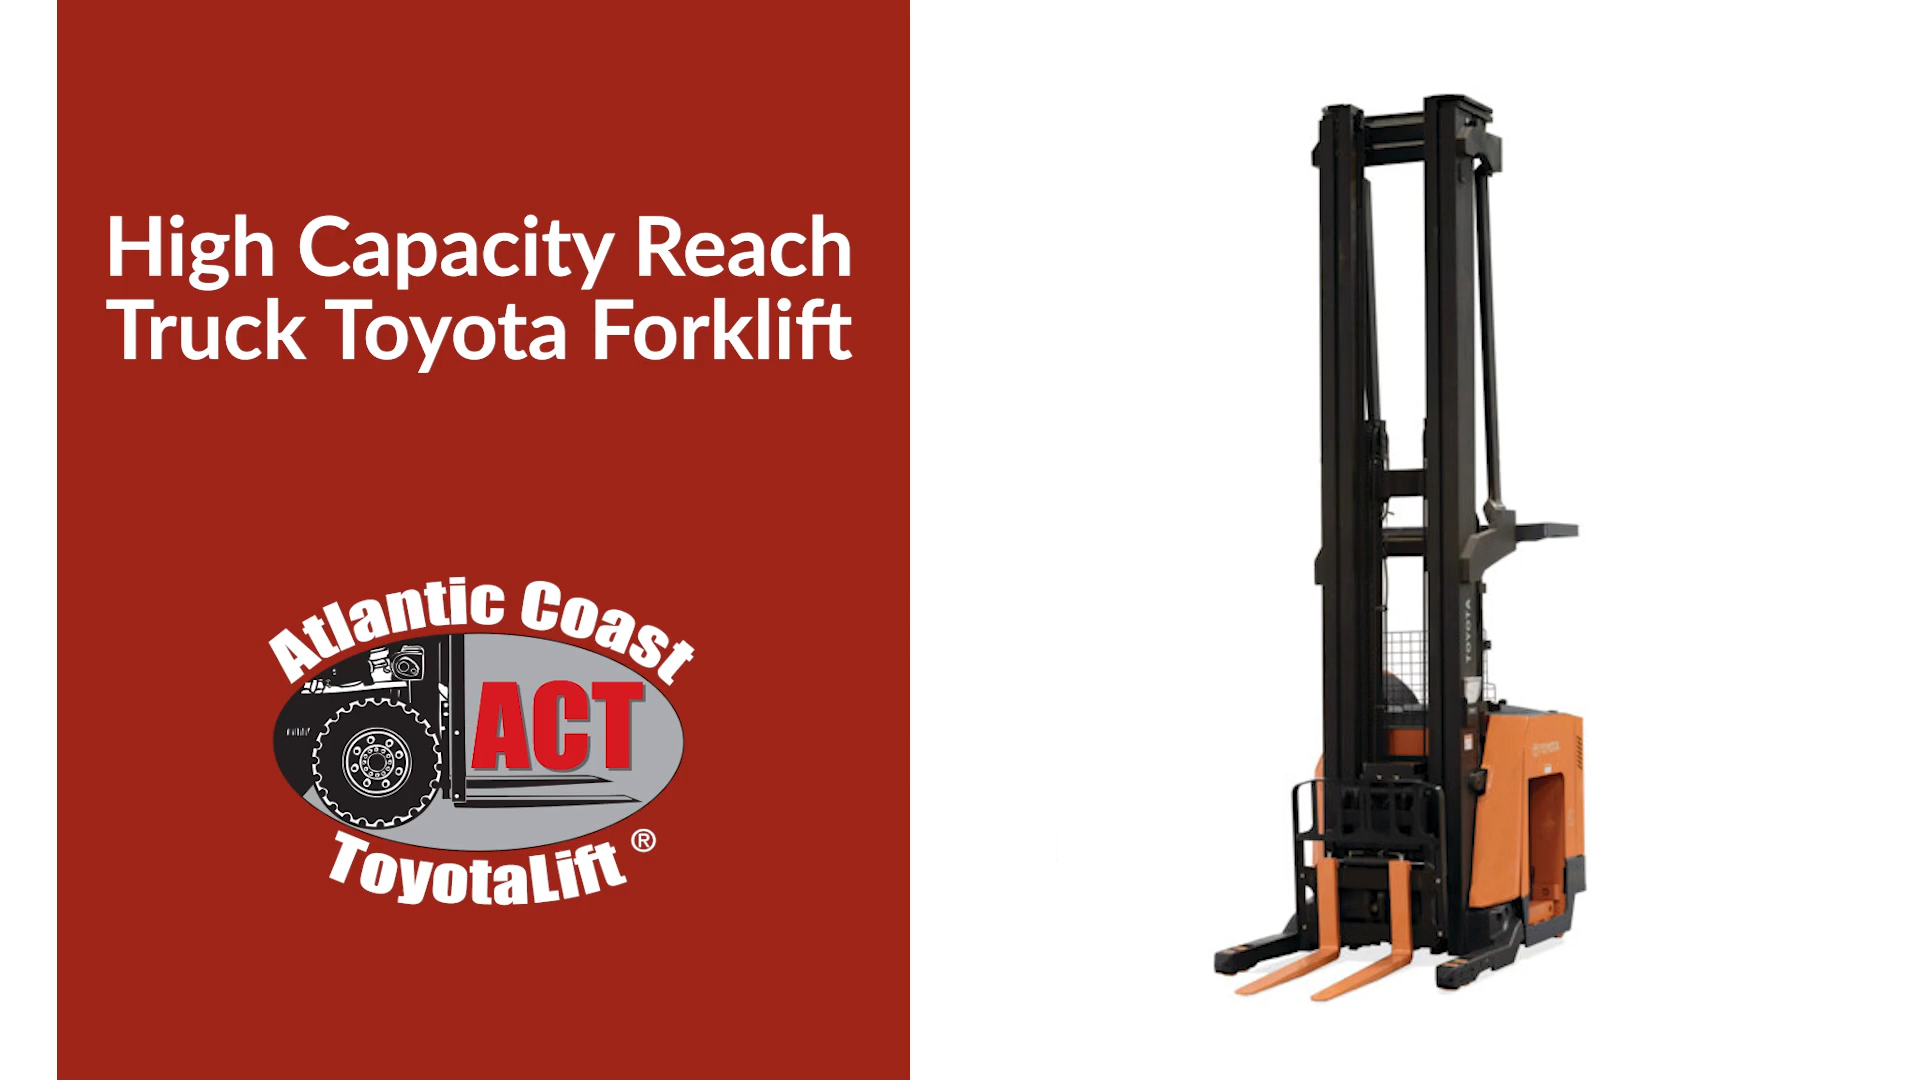 High Capacity Reach
Truck Toyota Forklift
Atlantic Coast
ACT
ToyotaLift ®
TOYOTA
TOYOTA